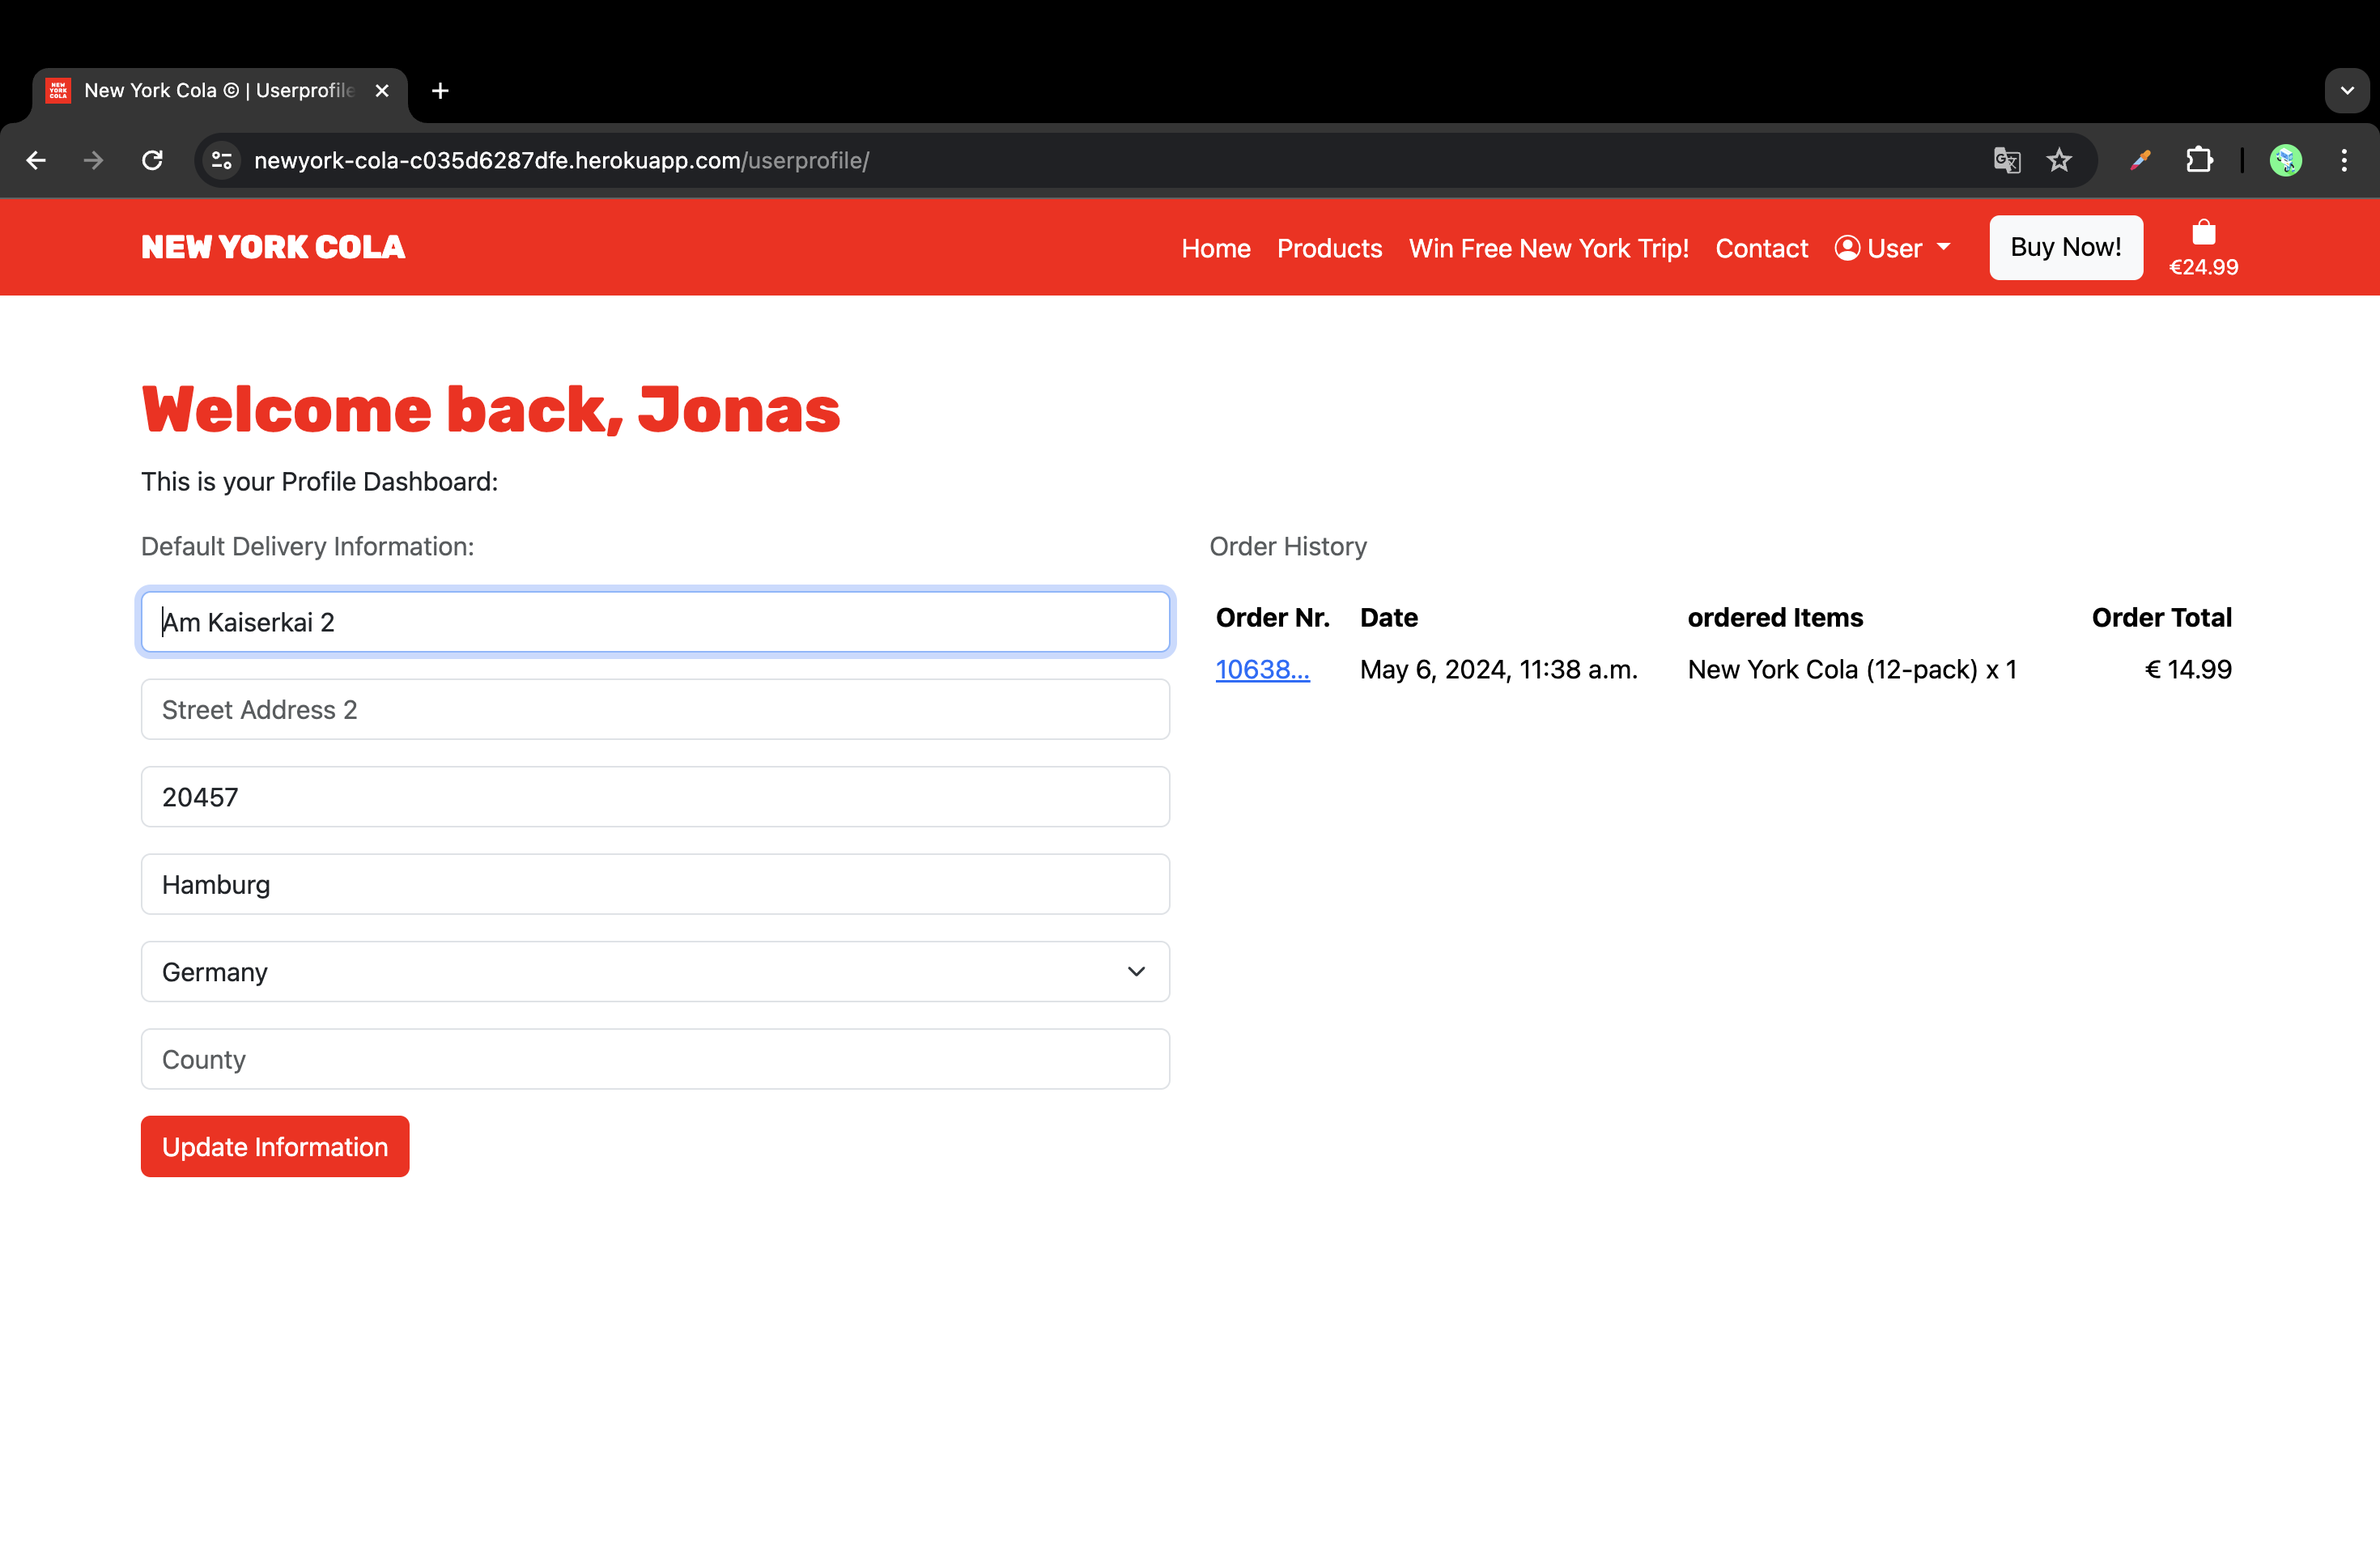 NEW YORK COLA
New York Cola © | Userprofile
newyork-cola-c035d6287dfe.herokuapp.com/userprofile/
NEW YORK COLA Home Products Win Free New York Trip! Contact User Buy Now! €24.99
Welcome back, Jonas
This is your Profile Dashboard:
Default Delivery Information:
Am Kaiserkai 2
Street Address 2
20457
Hamburg
Germany
County
Update Information
Order History
Order Nr. Date ordered Items Order Total
10638... May 6, 2024, 11:38 a.m. New York Cola (12-pack) x 1 € 14.99